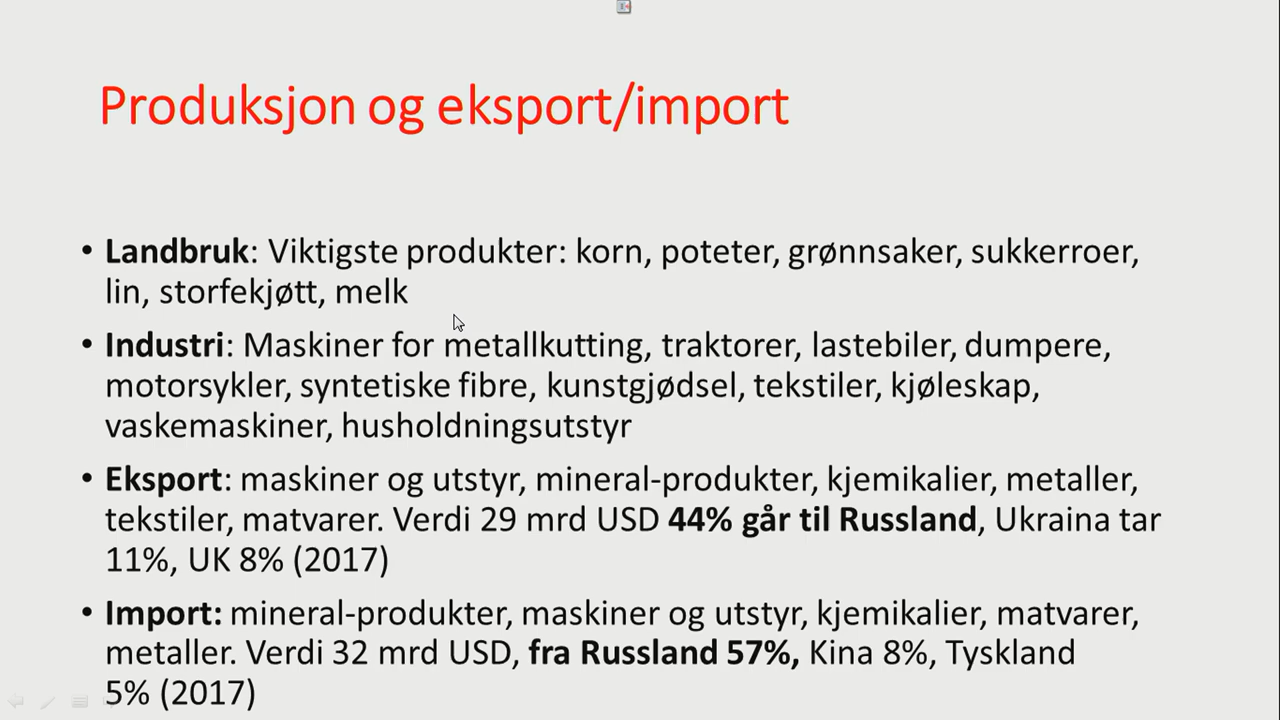 Produksjon og eksport/import
• Landbruk: Viktigste produkter: korn, poteter, grønnsaker, sukkerroer,
lin, storfekjøtt, melk
• Industri: Maskiner for metallkutting, traktorer, lastebiler, dumpere,
motorsykler, syntetiske fibre, kunstgjødsel, tekstiler, kjøleskap,
vaskemaskiner, husholdningsutstyr
• Eksport: maskiner og utstyr, mineral-produkter, kjemikalier, metaller,
tekstiler, matvarer. Verdi 29 mrd USD 44% går til Russland, Ukraina tar
11%, UK 8% (2017)
• Import: mineral-produkter, maskiner og utstyr, kjemikalier, matvarer,
metaller. Verdi 32 mrd USD, fra Russland 57%, Kina 8%, Tyskland
5% (2017)